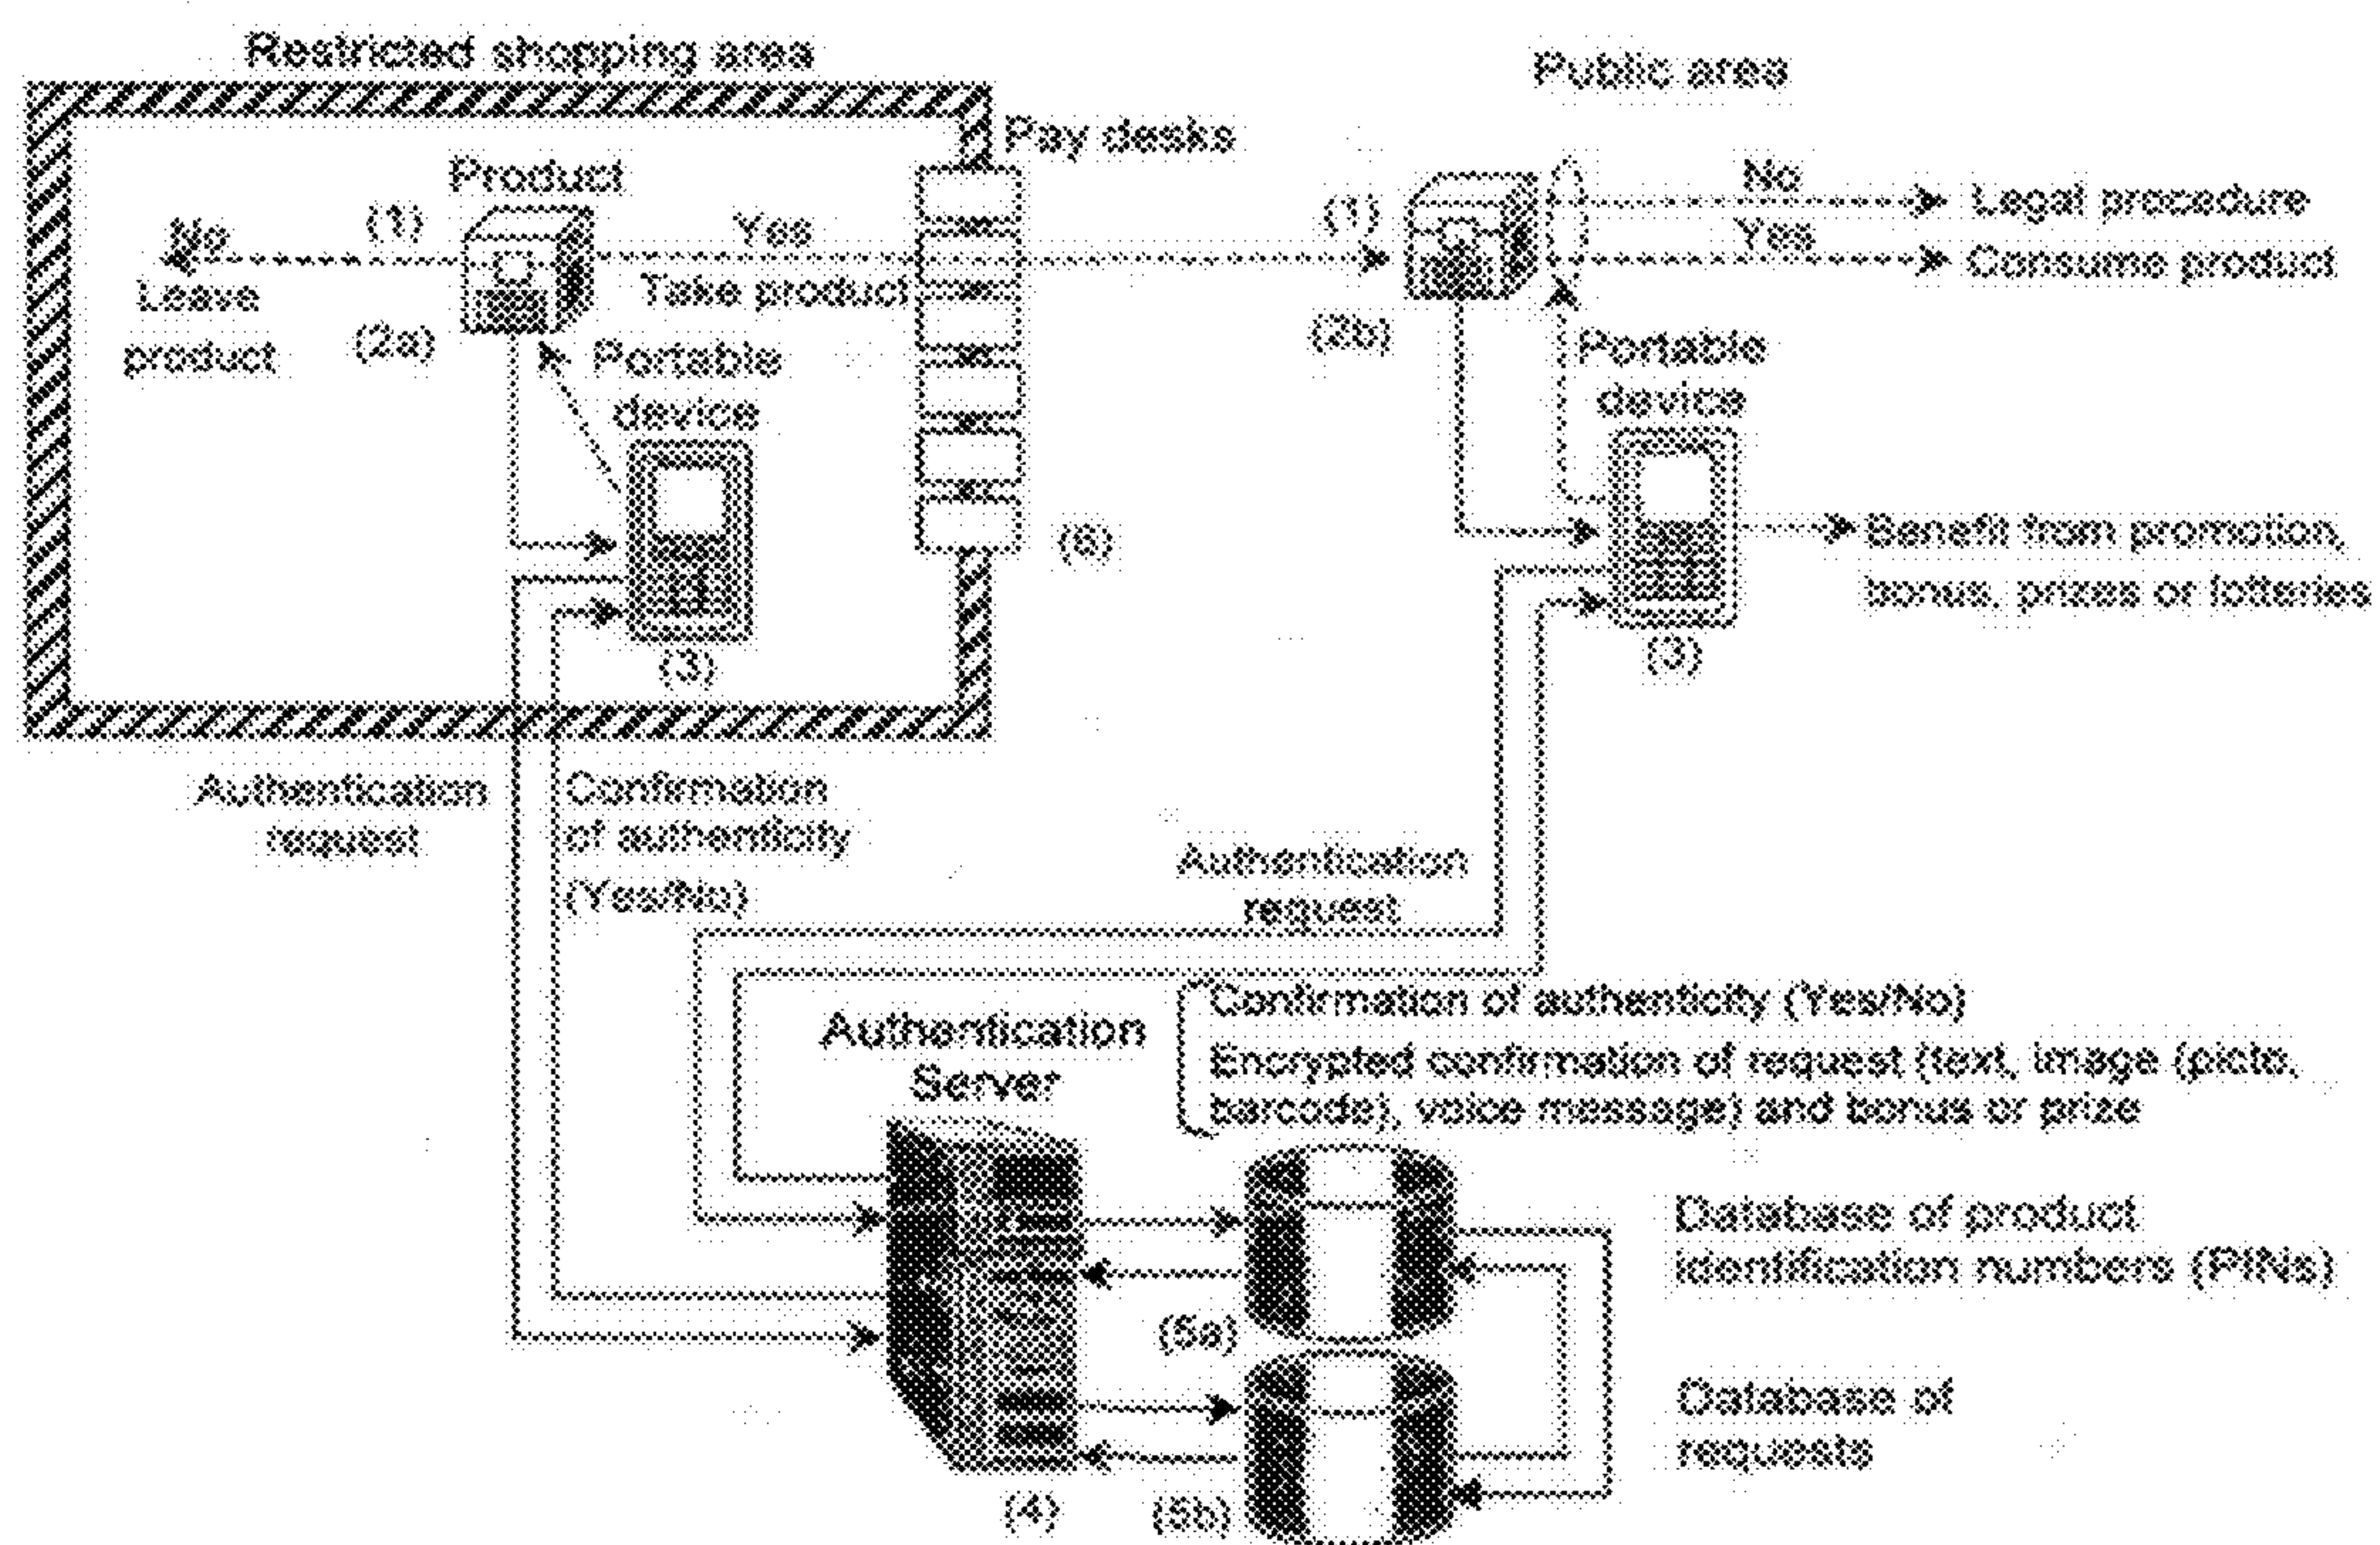 Restricted shopping area
Public area
Pay desks
Product
No
(1)
Yes
Leave
product
(2a)
Take product
Portable
device
(3)
(6)
(1)
(2b)
No
Legal procedure
Yes
Consume product
Portable
device
(3)
Benefit from promotion,
bonus, prizes or lotteries
Authentication
request
Confirmation
of authenticity
(Yes/No)
Authentication
request
Confirmation of authenticity (Yes/No)
Encrypted confirmation of request (text, image (picto,
barcode), voice message) and bonus or prize
Authentication
Server
(4)
(5a)
(5b)
Database of product
identification numbers (PINs)
Database of
requests